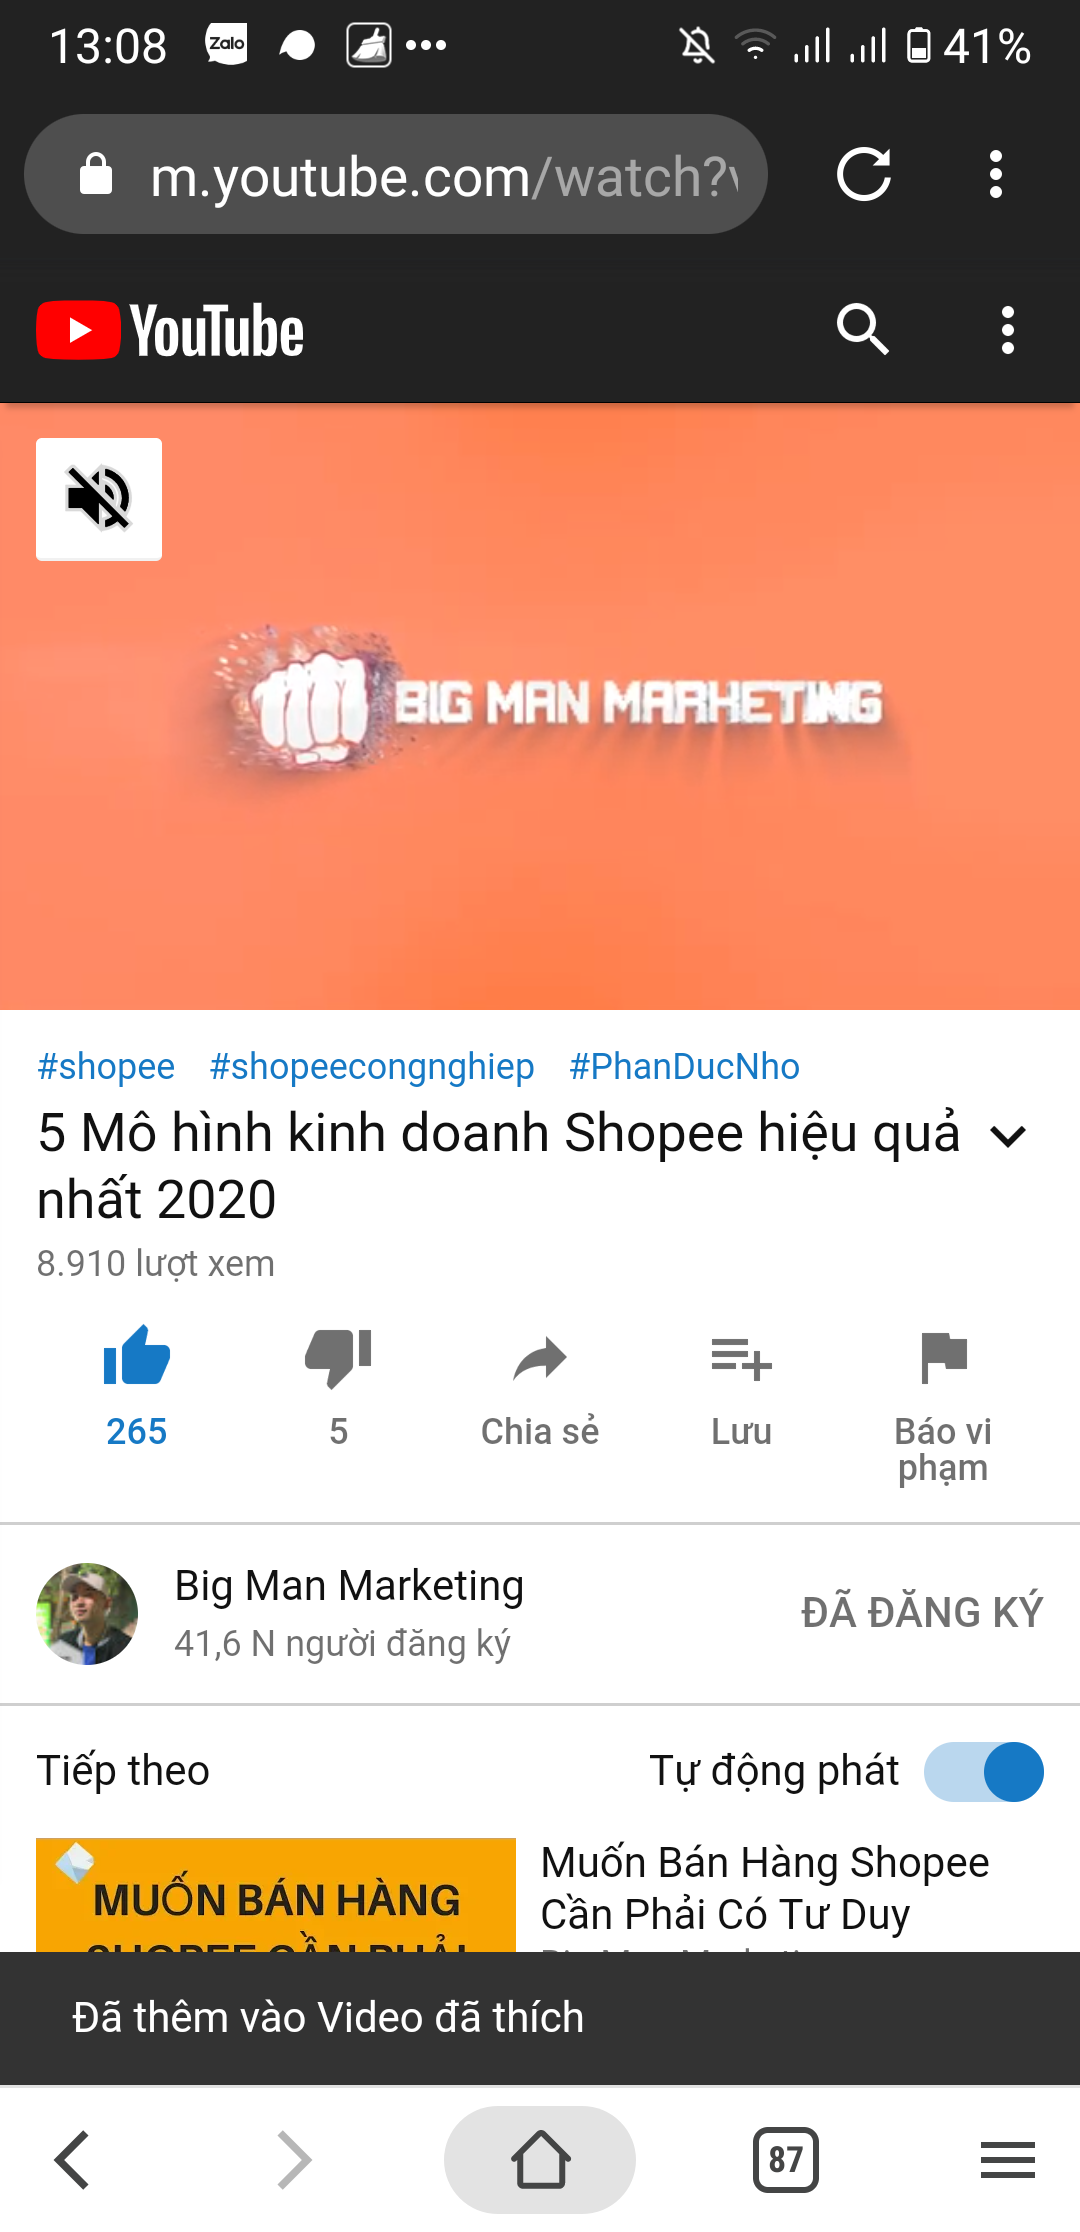 13:08 Zalo 41%
m.youtube.com/watch?v
YouTube
BIG MAN MARKETING
#shopee #shopeecongnghiep #PhanDucNho
5 Mô hình kinh doanh Shopee hiệu quả
nhất 2020
8.910 lượt xem
265 5 Chia sẻ Lưu Báo vi
phạm
Big Man Marketing
41,6 N người đăng ký
ĐÃ ĐĂNG KÝ
Tiếp theo Tự động phát
MUỐN BÁN HÀNG
SHOPEE CẦN PHẢI
Muốn Bán Hàng Shopee
Cần Phải Có Tư Duy
Đã thêm vào Video đã thích
87